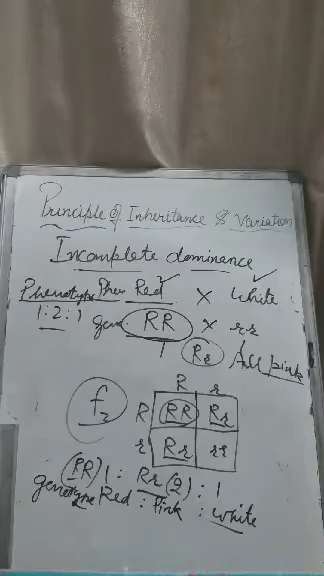 Principle of Inheritance & Variation
Incomplete dominance
Phenotype Phen Red × white
1:2:1 gen. RR × rr
Rr All pink
R r
f2 R RR Rr
r Rr rr
(RR) 1 : Rr (2) : 1
genotype Red : Pink : white